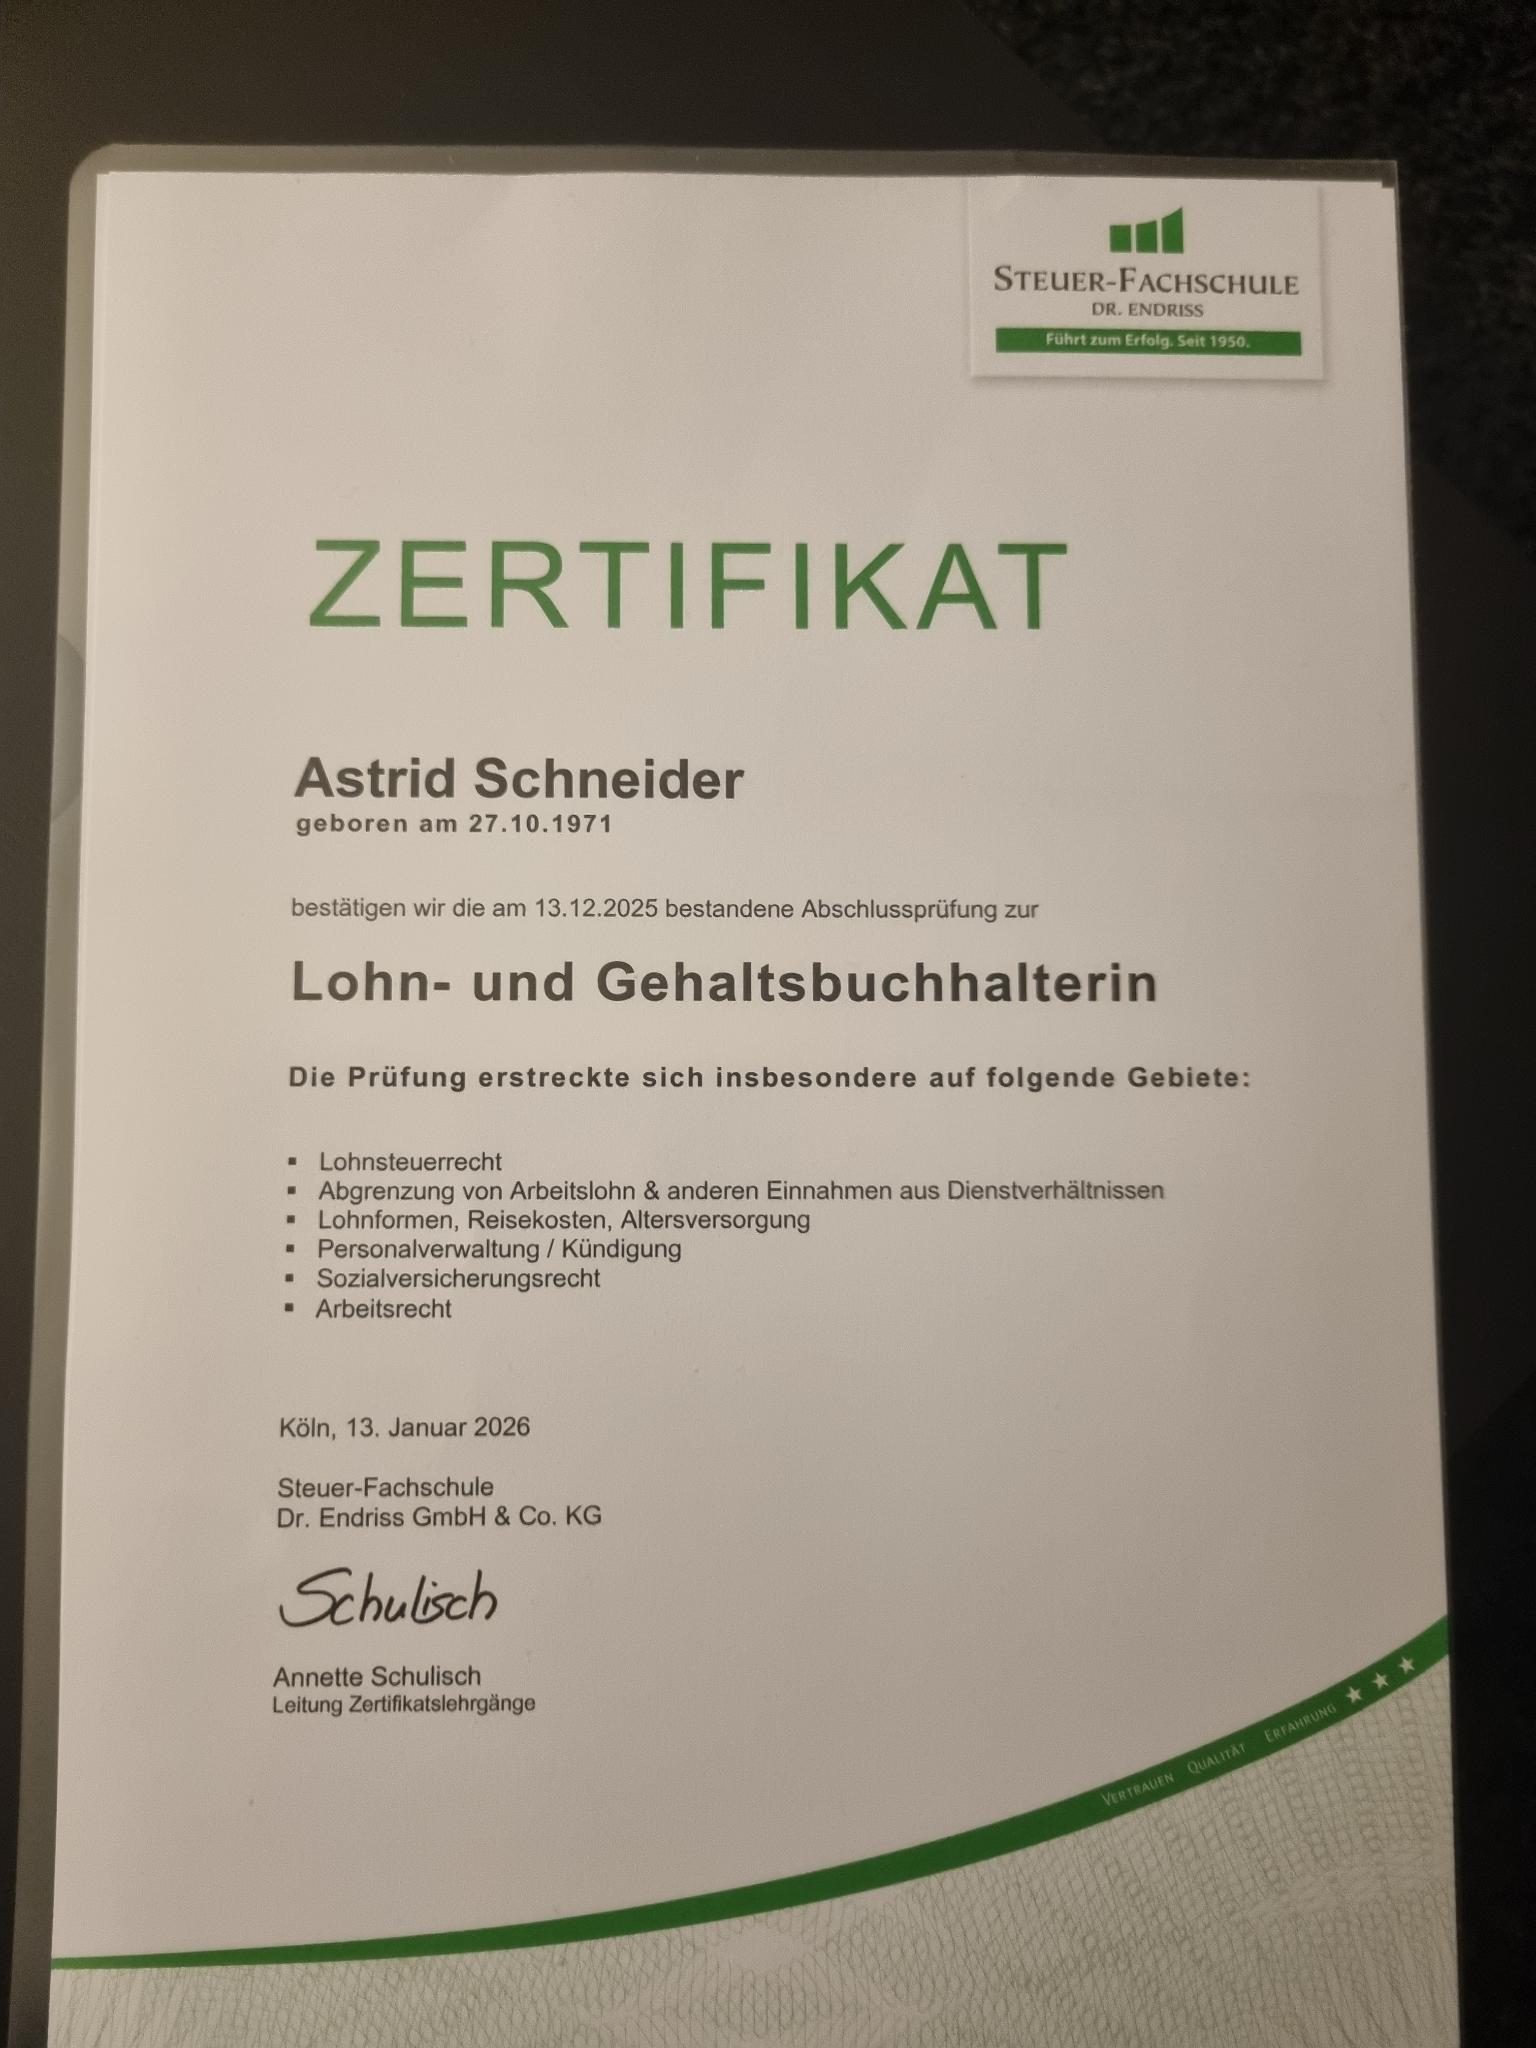 STEUER-FACHSCHULE
DR. ENDRISS
Führt zum Erfolg. Seit 1950.
ZERTIFIKAT
Astrid Schneider
geboren am 27.10.1971
bestätigen wir die am 13.12.2025 bestandene Abschlussprüfung zur
Lohn- und Gehaltsbuchhalterin
Die Prüfung erstreckte sich insbesondere auf folgende Gebiete:
▪ Lohnsteuerrecht
▪ Abgrenzung von Arbeitslohn & anderen Einnahmen aus Dienstverhältnissen
▪ Lohnformen, Reisekosten, Altersversorgung
▪ Personalverwaltung / Kündigung
▪ Sozialversicherungsrecht
▪ Arbeitsrecht
Köln, 13. Januar 2026
Steuer-Fachschule
Dr. Endriss GmbH & Co. KG
Schulisch
Annette Schulisch
Leitung Zertifikatslehrgänge
VERTRAUEN QUALITÄT ERFAHRUNG